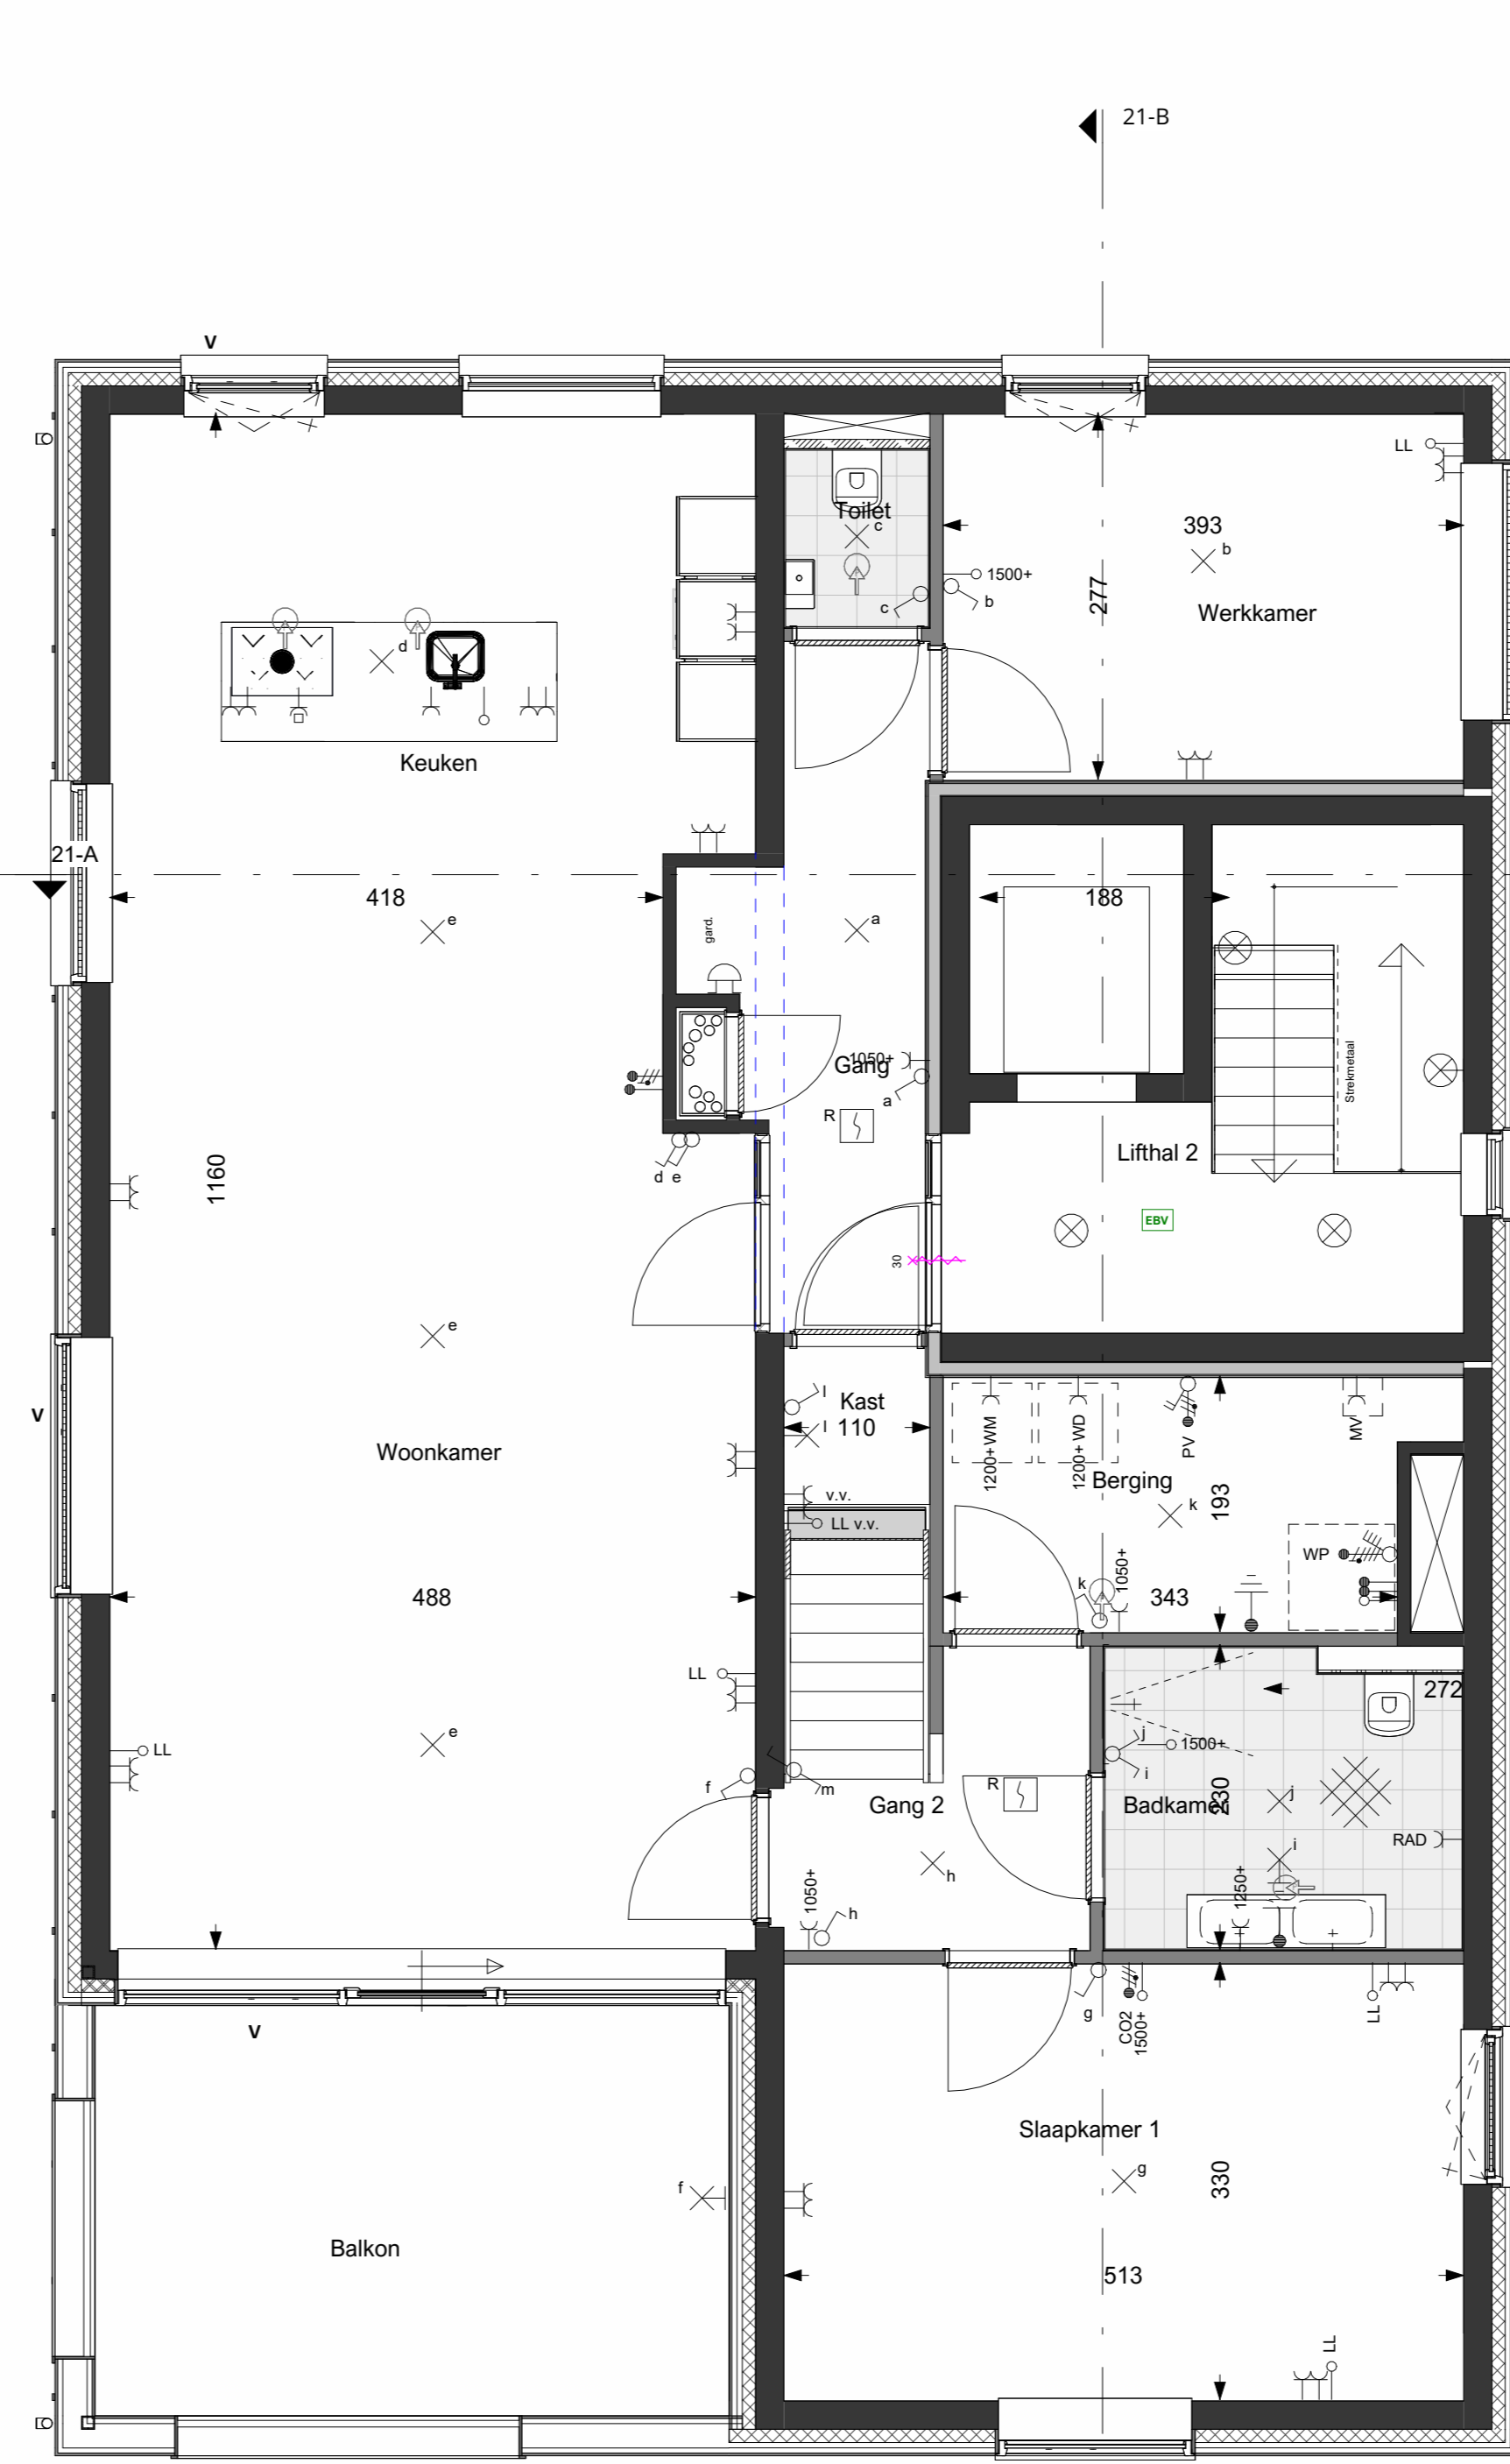 21-B
V
LL
Toilet
c
393
b
1500+
c
b
277
Werkkamer
d
Keuken
21-A
418
188
e
gard.
a
1050+
Gang
a
R
Strekmetaal
Lifthal 2
d e
1160
EBV
30
e
V
l
Kast
l
110
1200+ WM
1200+ WD
PV
MV
Woonkamer
Berging
k
193
v.v.
LL v.v.
WP
1050+
k
488
343
LL
272
LL
e
j
1500+
i
f
m
R
Gang 2
Badkamer
230
j
RAD
i
h
1250+
1050+
h
g
CO2
1500+
LL
V
Slaapkamer 1
g
330
f
Balkon
513
LL